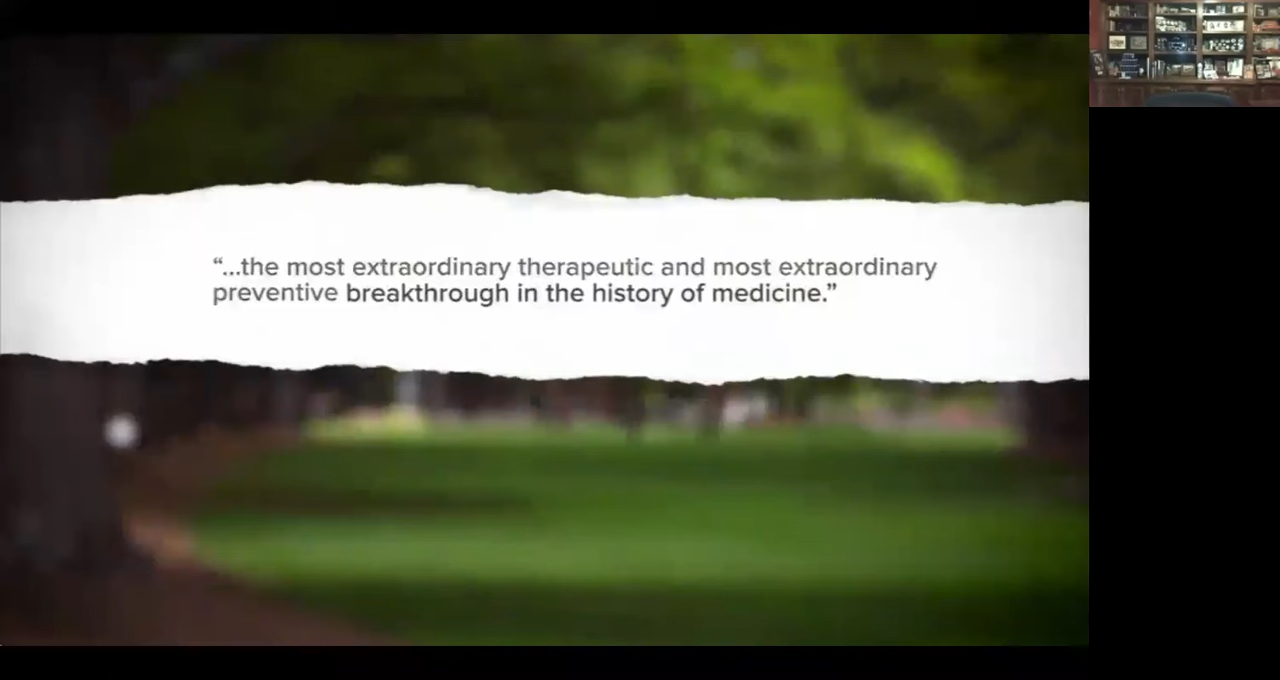 “...the most extraordinary therapeutic and most extraordinary
preventive breakthrough in the history of medicine.”